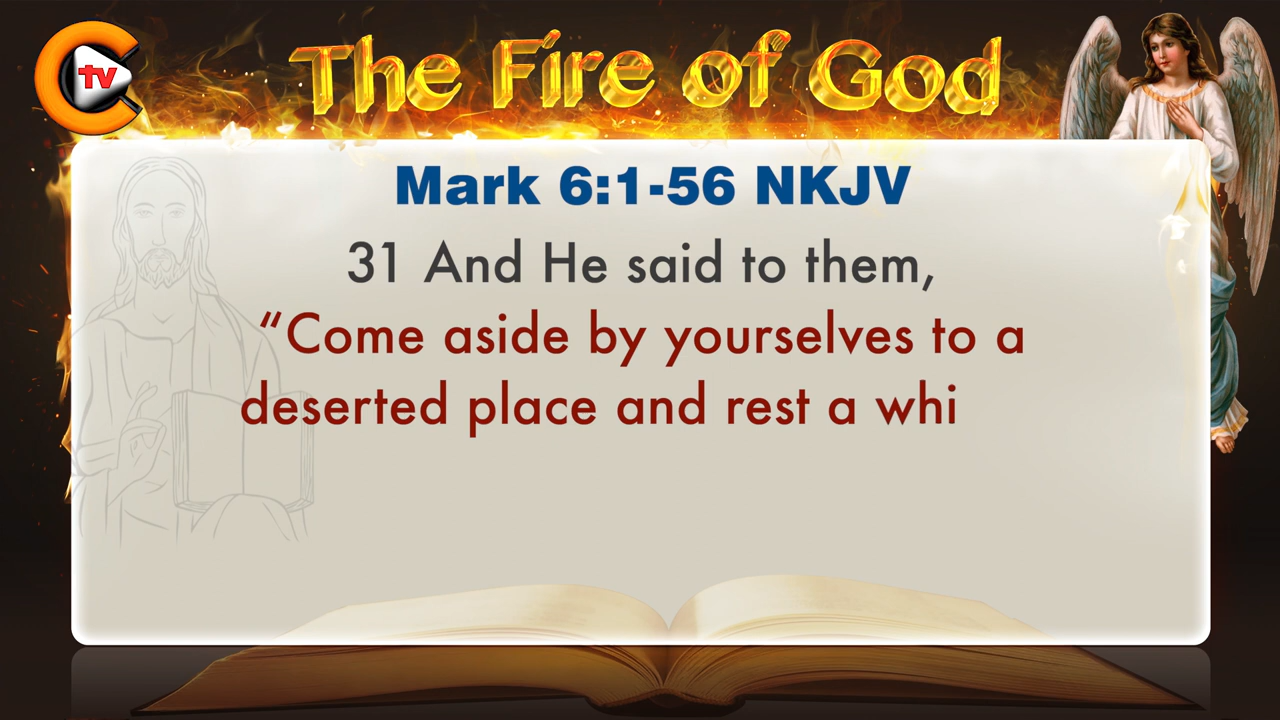 tv
The Fire of God
Mark 6:1-56 NKJV
31 And He said to them,
“Come aside by yourselves to a
deserted place and rest a whi